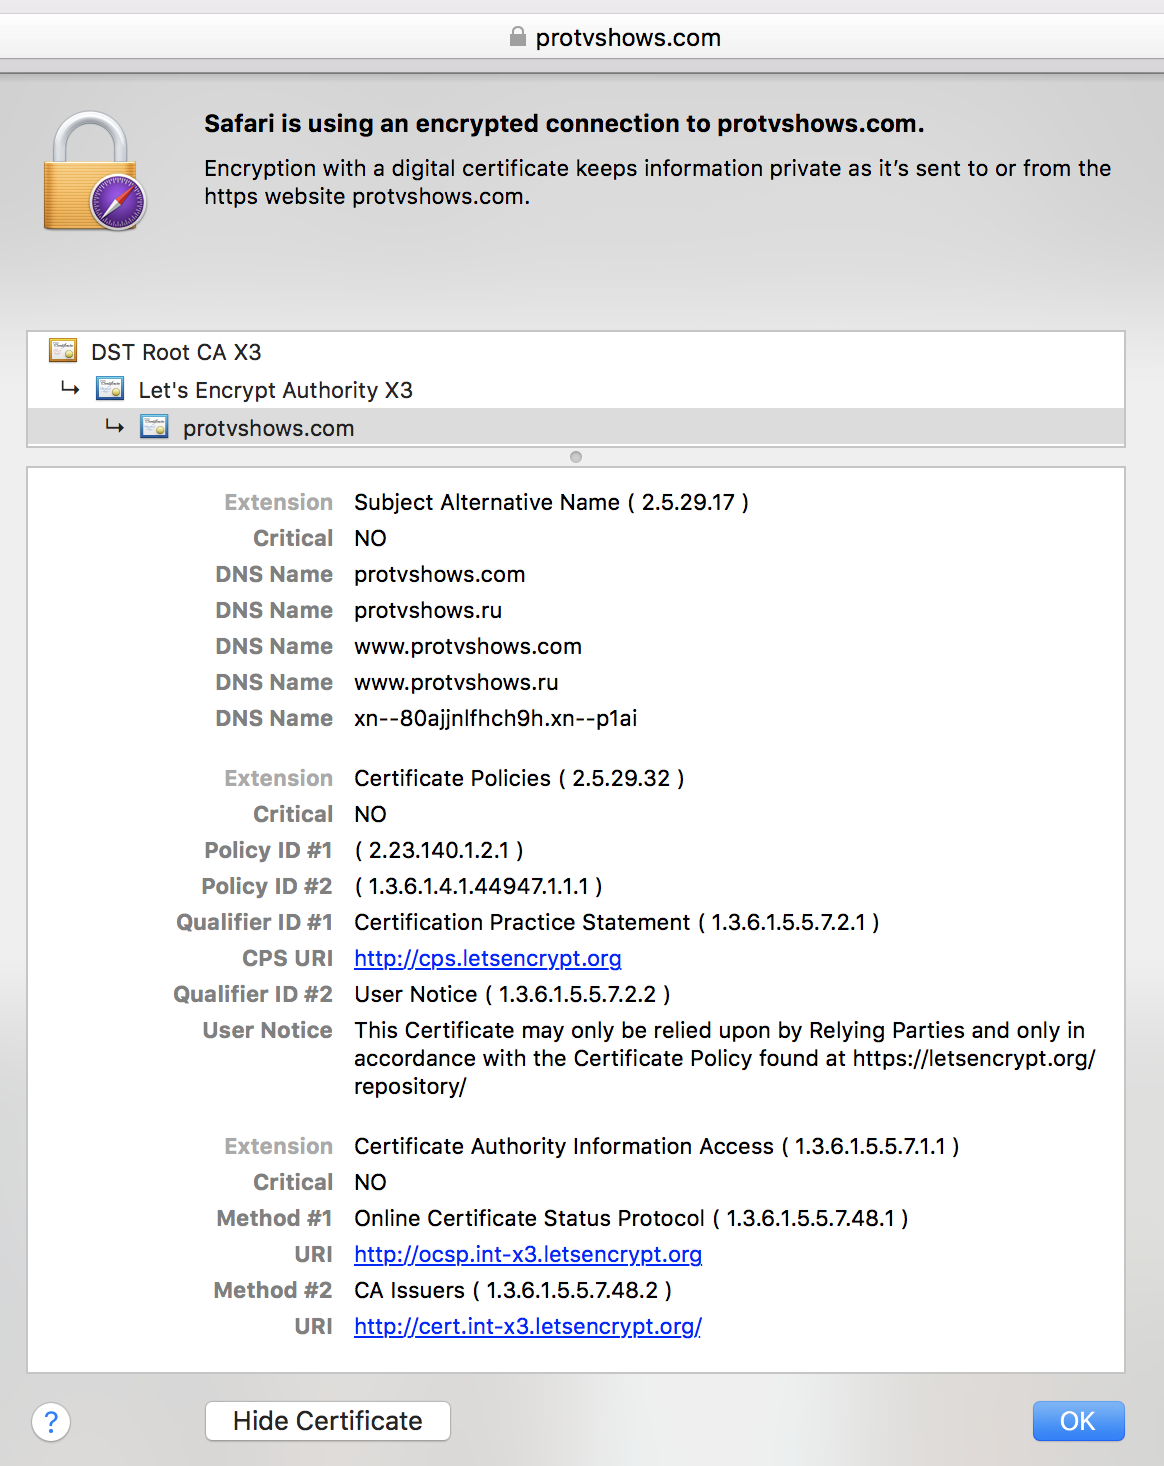 protvshows.com
Safari is using an encrypted connection to protvshows.com.
Encryption with a digital certificate keeps information private as it’s sent to or from the
https website protvshows.com.
DST Root CA X3
Let's Encrypt Authority X3
protvshows.com
Extension Subject Alternative Name ( 2.5.29.17 )
Critical NO
DNS Name protvshows.com
DNS Name protvshows.ru
DNS Name www.protvshows.com
DNS Name www.protvshows.ru
DNS Name xn--80ajjnlfhch9h.xn--p1ai
Extension Certificate Policies ( 2.5.29.32 )
Critical NO
Policy ID #1 ( 2.23.140.1.2.1 )
Policy ID #2 ( 1.3.6.1.4.1.44947.1.1.1 )
Qualifier ID #1 Certification Practice Statement ( 1.3.6.1.5.5.7.2.1 )
CPS URI http://cps.letsencrypt.org
Qualifier ID #2 User Notice ( 1.3.6.1.5.5.7.2.2 )
User Notice This Certificate may only be relied upon by Relying Parties and only in
accordance with the Certificate Policy found at https://letsencrypt.org/
repository/
Extension Certificate Authority Information Access ( 1.3.6.1.5.5.7.1.1 )
Critical NO
Method #1 Online Certificate Status Protocol ( 1.3.6.1.5.5.7.48.1 )
URI http://ocsp.int-x3.letsencrypt.org
Method #2 CA Issuers ( 1.3.6.1.5.5.7.48.2 )
URI http://cert.int-x3.letsencrypt.org/
? Hide Certificate OK